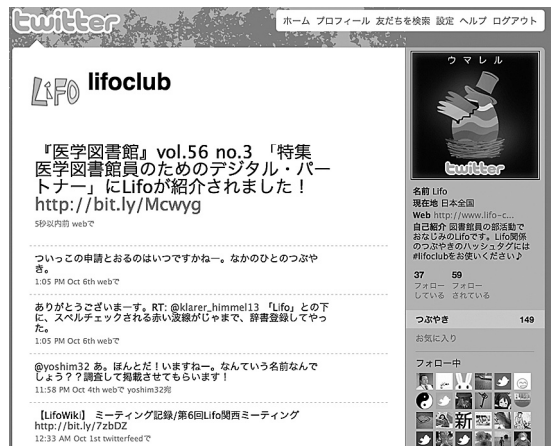 twitter
ホーム プロフィール 友だちを検索 設定 ヘルプ ログアウト
LiFO
lifoclub
『医学図書館』vol.56 no.3 「特集
医学図書館員のためのデジタル・パー
トナー」にLifoが紹介されました！
http://bit.ly/Mcwyg
5秒以内前 webで
ついっこの申請とおるのはいつですかねー。なかのひとのつぶや
き。
1:05 PM Oct 6th webで
ありがとうございまーす。RT: @klarer_himmel13 「Lifo」との下
に、スペルチェックされる赤い波線がじゃまで、辞書登録してやっ
た。
1:05 PM Oct 6th webで
@yoshim32 あ。ほんとだ！いますねー。なんていう名前なんで
しょう？？調査して掲載させてもらいます！
11:58 PM Oct 4th webで yoshim32宛
【LifoWiki】 ミーティング記録/第6回Lifo関西ミーティング
http://bit.ly/7zbDZ
12:33 AM Oct 1st twitterfeedで
ウマレル
twitter
名前 Lifo
現在地 日本全国
Web http://www.lifo-c...
自己紹介 図書館員の部活動で
おなじみのLifoです。Lifo関係
のつぶやきのハッシュタグには
#lifoclubをお使いください♪
37 59
フォロー フォロー
している されている
つぶやき 149
お気に入り
フォロー中
新